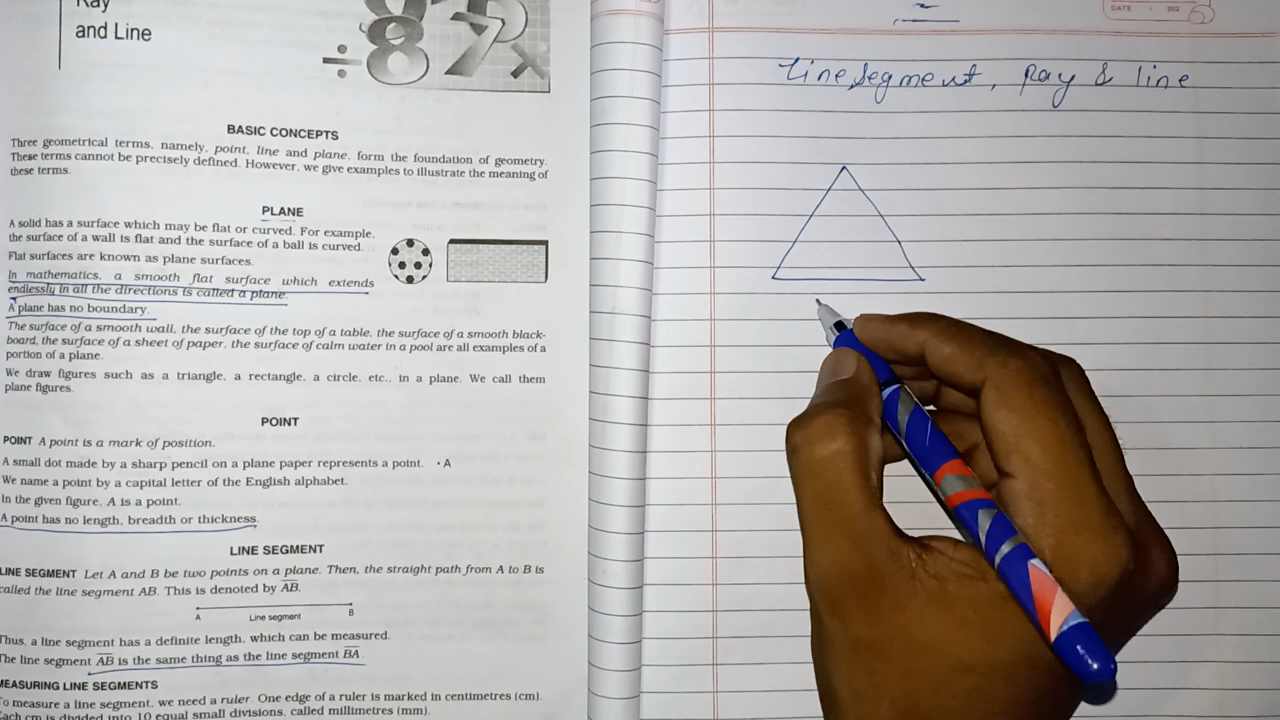 Ray
and Line
÷ 8 7 ×
BASIC CONCEPTS
Three geometrical terms, namely, point, line and plane, form the foundation of geometry.
These terms cannot be precisely defined. However, we give examples to illustrate the meaning of
these terms.
PLANE
A solid has a surface which may be flat or curved. For example,
the surface of a wall is flat and the surface of a ball is curved.
Flat surfaces are known as plane surfaces.
In mathematics, a smooth flat surface which extends
endlessly in all the directions is called a plane.
A plane has no boundary.
The surface of a smooth wall, the surface of the top of a table, the surface of a smooth black-
board, the surface of a sheet of paper, the surface of calm water in a pool are all examples of a
portion of a plane.
We draw figures such as a triangle, a rectangle, a circle, etc., in a plane. We call them
plane figures.
POINT
POINT A point is a mark of position.
A small dot made by a sharp pencil on a plane paper represents a point. • A
We name a point by a capital letter of the English alphabet.
In the given figure, A is a point.
A point has no length, breadth or thickness.
LINE SEGMENT
LINE SEGMENT Let A and B be two points on a plane. Then, the straight path from A to B is
called the line segment AB. This is denoted by A̅B̅.
A Line segment B
Thus, a line segment has a definite length, which can be measured.
The line segment A̅B̅ is the same thing as the line segment B̅A̅.
MEASURING LINE SEGMENTS
To measure a line segment, we need a ruler. One edge of a ruler is marked in centimetres (cm).
Each cm is divided into 10 equal small divisions, called millimetres (mm).
DATE : 202
Line Segment, Ray & line